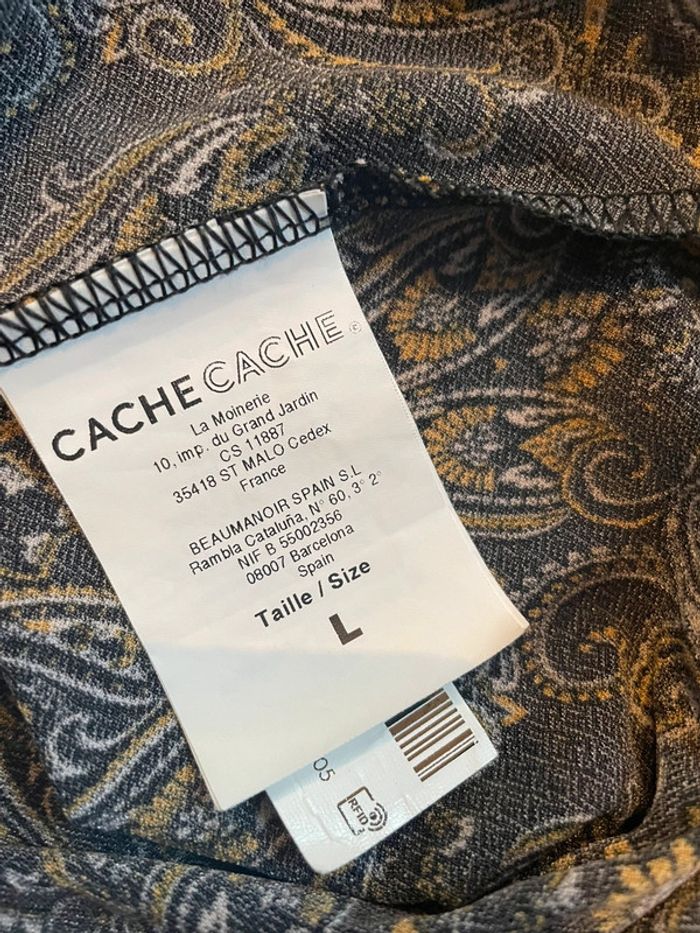 CACHE CACHE ©
La Moinerie
10, imp. du Grand Jardin
CS 11887
35418 ST MALO Cedex
France
BEAUMANOIR SPAIN S.L
Rambla Cataluña, N° 60, 3° 2°
NIF B 55002356
08007 Barcelona
Spain
Taille / Size
L
05
RFID